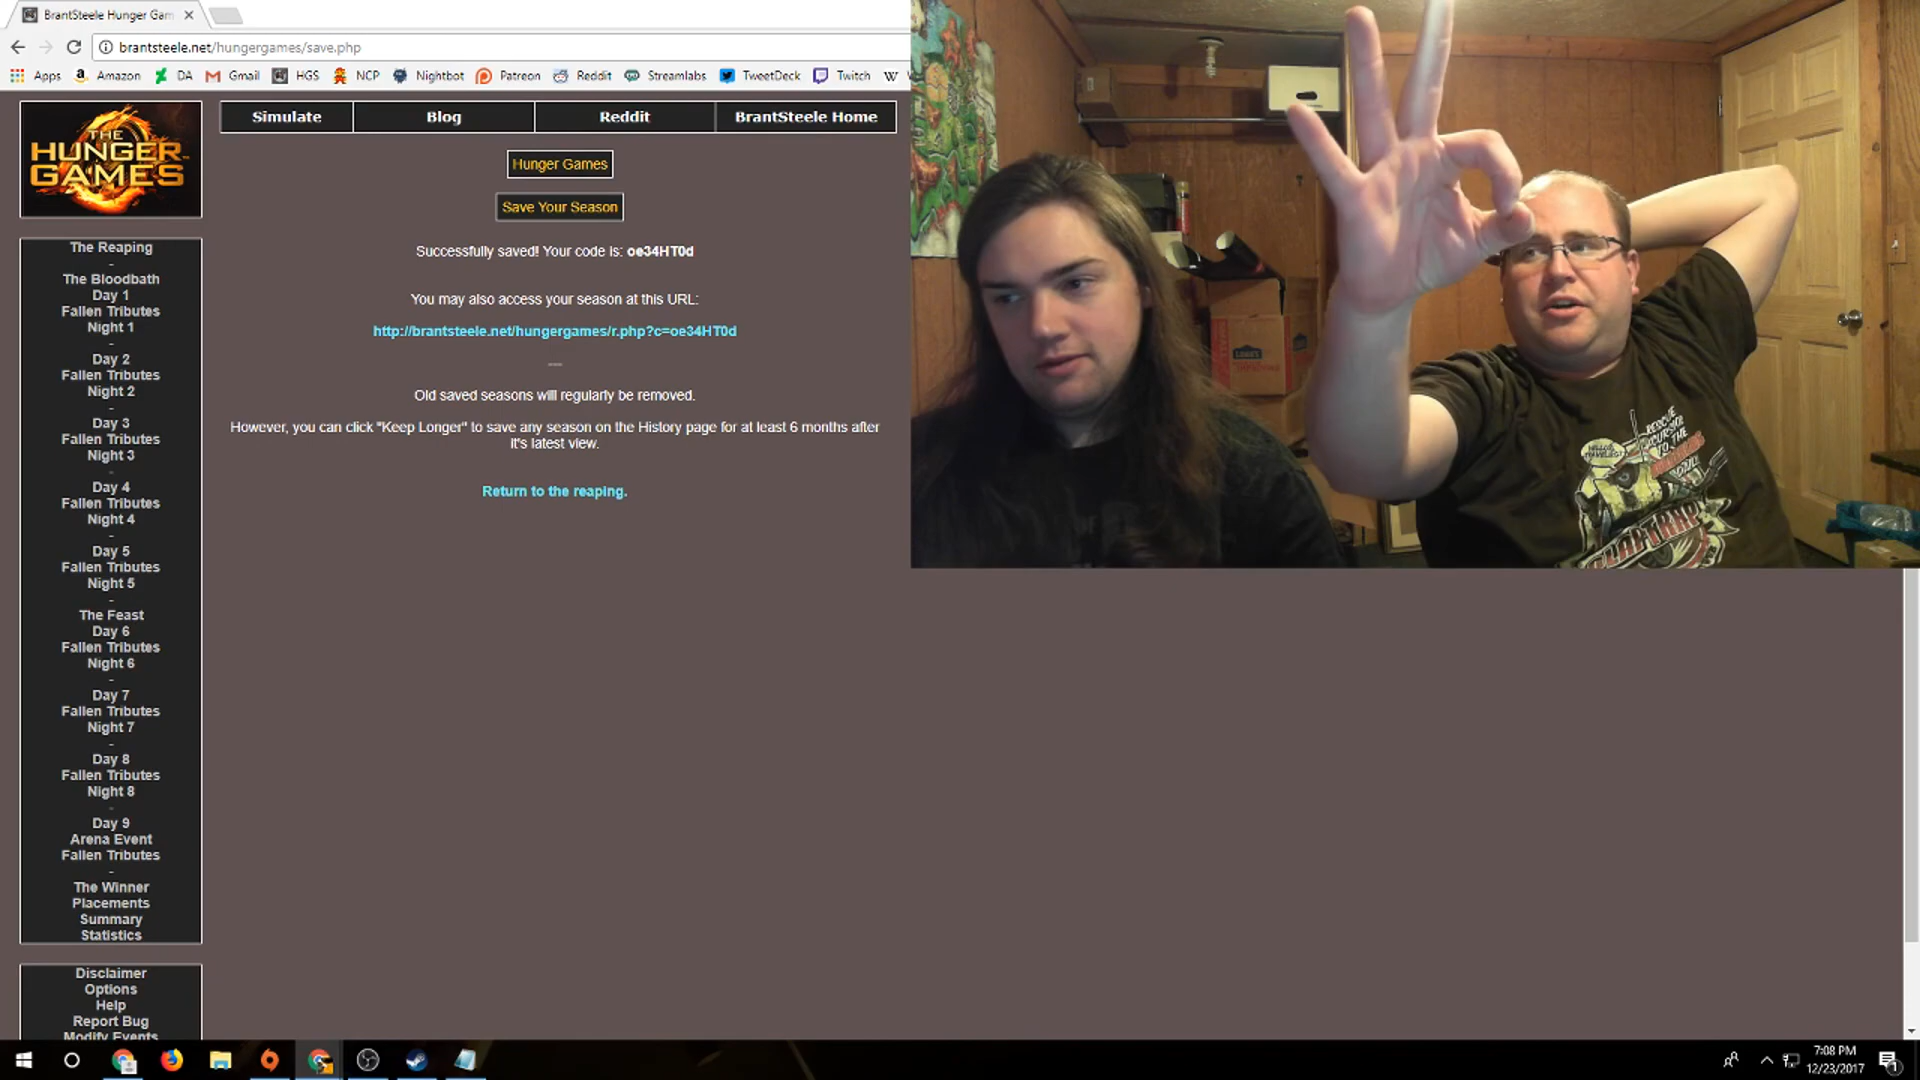 BrantSteele Hunger Gam
brantsteele.net/hungergames/save.php
Apps Amazon DA Gmail HGS NCP Nightbot Patreon Reddit Streamlabs TweetDeck Twitch
THE
HUNGER
GAMES
Simulate Blog Reddit BrantSteele Home
Hunger Games
Save Your Season
Successfully saved! Your code is: oe34HT0d
You may also access your season at this URL:
http://brantsteele.net/hungergames/r.php?c=oe34HT0d
---
Old saved seasons will regularly be removed.
However, you can click "Keep Longer" to save any season on the History page for at least 6 months after
it's latest view.
Return to the reaping.
The Reaping
-
The Bloodbath
Day 1
Fallen Tributes
Night 1
-
Day 2
Fallen Tributes
Night 2
-
Day 3
Fallen Tributes
Night 3
-
Day 4
Fallen Tributes
Night 4
-
Day 5
Fallen Tributes
Night 5
-
The Feast
Day 6
Fallen Tributes
Night 6
-
Day 7
Fallen Tributes
Night 7
-
Day 8
Fallen Tributes
Night 8
-
Day 9
Arena Event
Fallen Tributes
-
The Winner
Placements
Summary
Statistics
Disclaimer
Options
Help
Report Bug
Modify Events
LOWE'S
RESCUE
TO THE
CLAPTRAP
7:08 PM
12/23/2017